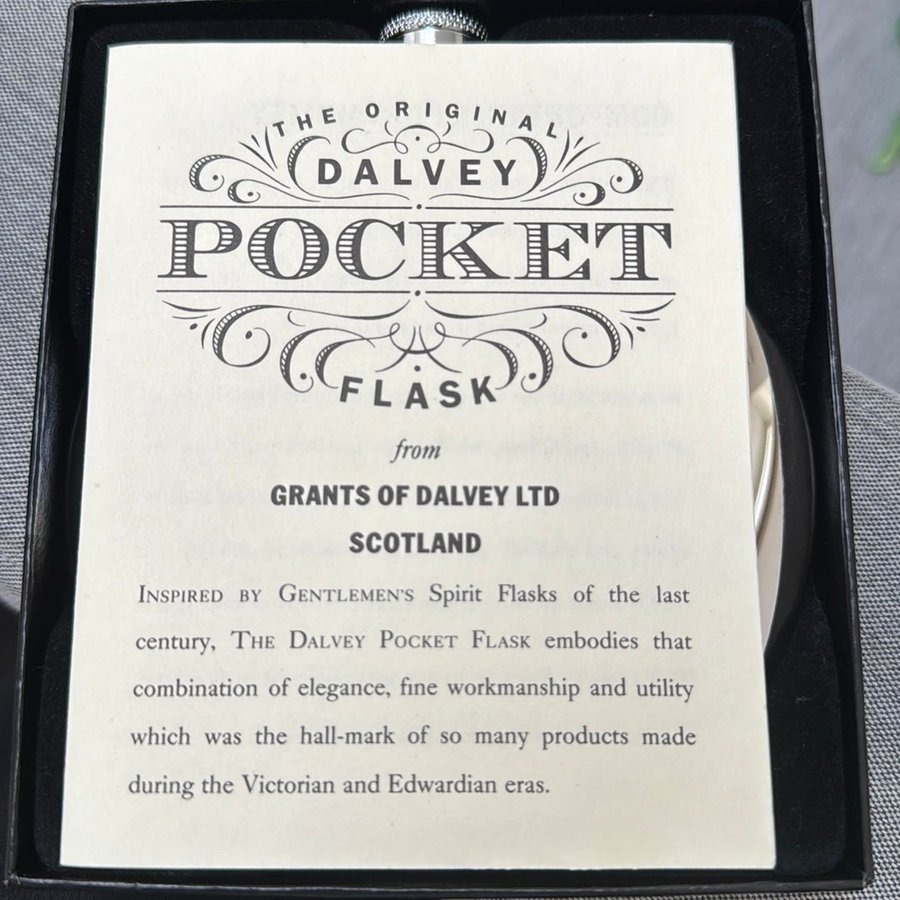 THE ORIGINAL
DALVEY
POCKET
FLASK
from
GRANTS OF DALVEY LTD
SCOTLAND
INSPIRED BY GENTLEMEN'S Spirit Flasks of the last
century, THE DALVEY POCKET FLASK embodies that
combination of elegance, fine workmanship and utility
which was the hall-mark of so many products made
during the Victorian and Edwardian eras.